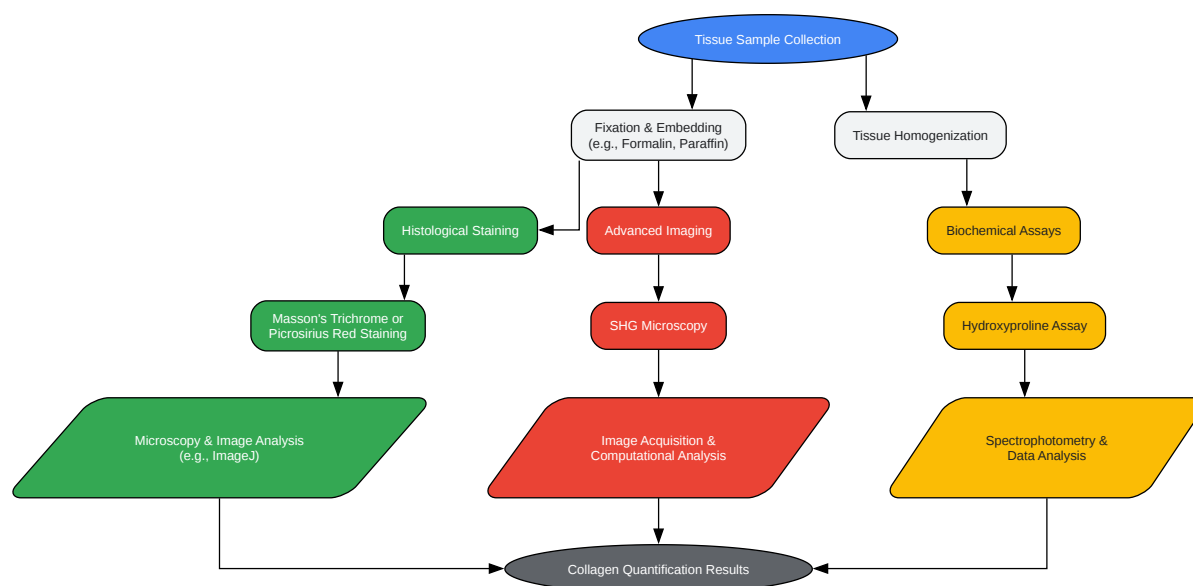 Tissue Sample Collection
Fixation & Embedding
(e.g., Formalin, Paraffin)
Tissue Homogenization
Histological Staining
Advanced Imaging
Biochemical Assays
Masson's Trichrome or
Picrosirius Red Staining
SHG Microscopy
Hydroxyproline Assay
Microscopy & Image Analysis
(e.g., ImageJ)
Image Acquisition &
Computational Analysis
Spectrophotometry &
Data Analysis
Collagen Quantification Results